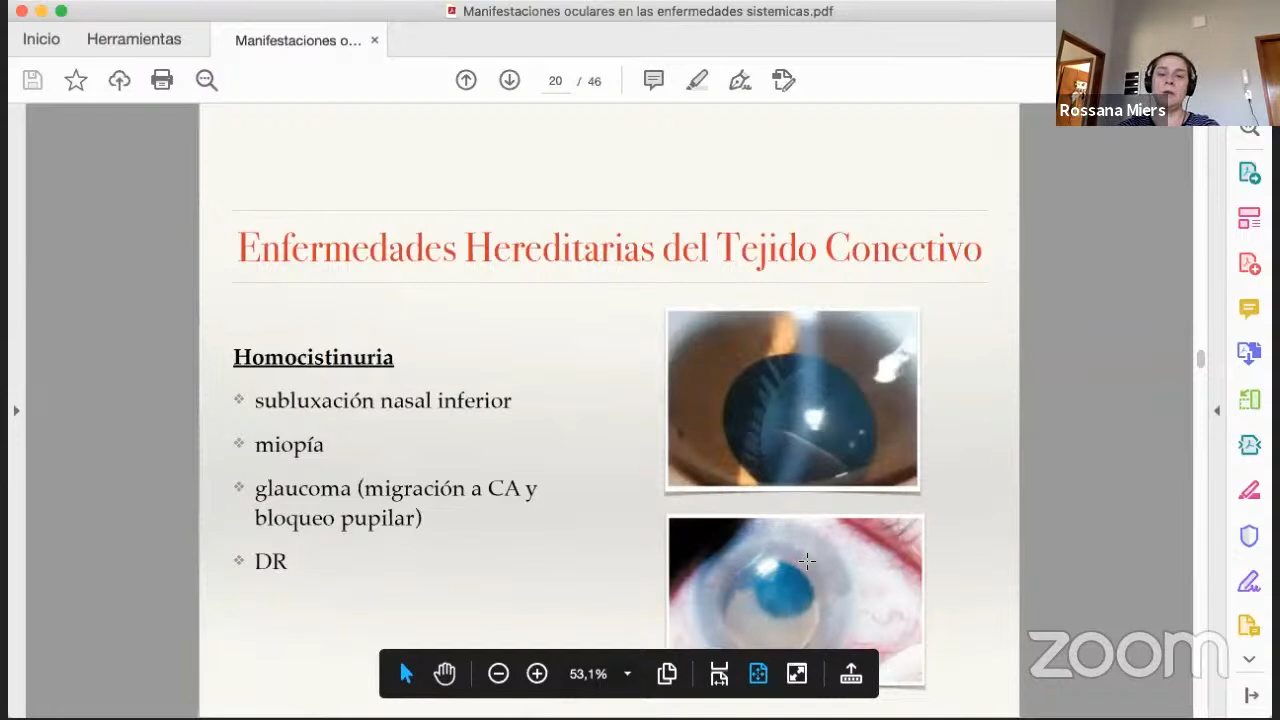 Manifestaciones oculares en las enfermedades sistemicas.pdf
Inicio
Herramientas
Manifestaciones o...
20 / 46
Rossana Miers
Enfermedades Hereditarias del Tejido Conectivo
Homocistinuria
subluxación nasal inferior
miopía
glaucoma (migración a CA y
bloqueo pupilar)
DR
53,1%
zoom